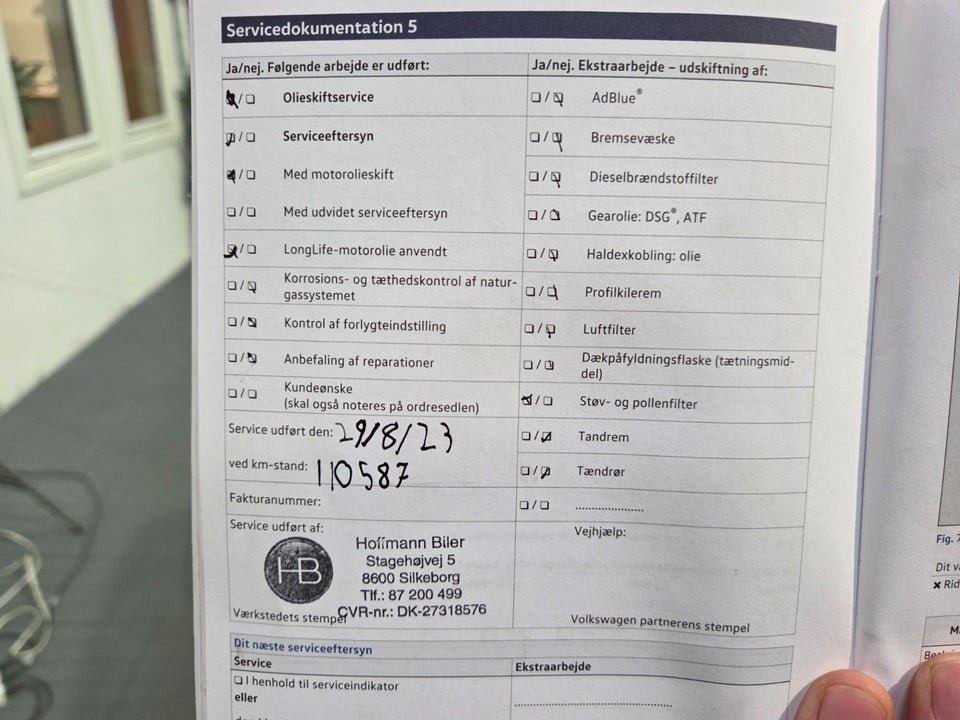 Servicedokumentation 5
Ja/nej. Følgende arbejde er udført:
Olieskiftservice
Serviceeftersyn
Med motorolieskift
Med udvidet serviceeftersyn
LongLife-motorolie anvendt
Korrosions- og tæthedskontrol af natur-
gassystemet
Kontrol af forlygteindstilling
Anbefaling af reparationer
Kundeønske
(skal også noteres på ordresedlen)
Service udført den: 29/8/23
ved km-stand: 110587
Fakturanummer:
Service udført af:
HB
Hoffmann Biler
Stagehøjvej 5
8600 Silkeborg
Tlf.: 87 200 499
CVR-nr.: DK-27318576
Værkstedets stempel
Ja/nej. Ekstraarbejde – udskiftning af:
AdBlue®
Bremsevæske
Dieselbrændstoffilter
Gearolie: DSG®, ATF
Haldexkobling: olie
Profilkilerem
Luftfilter
Dækpåfyldningsflaske (tætningsmid-
del)
Støv- og pollenfilter
Tandrem
Tændrør
....................
Vejhjælp:
Volkswagen partnerens stempel
Dit næste serviceeftersyn
Service
I henhold til serviceindikator
eller
Ekstraarbejde
Fig. 7
Dit